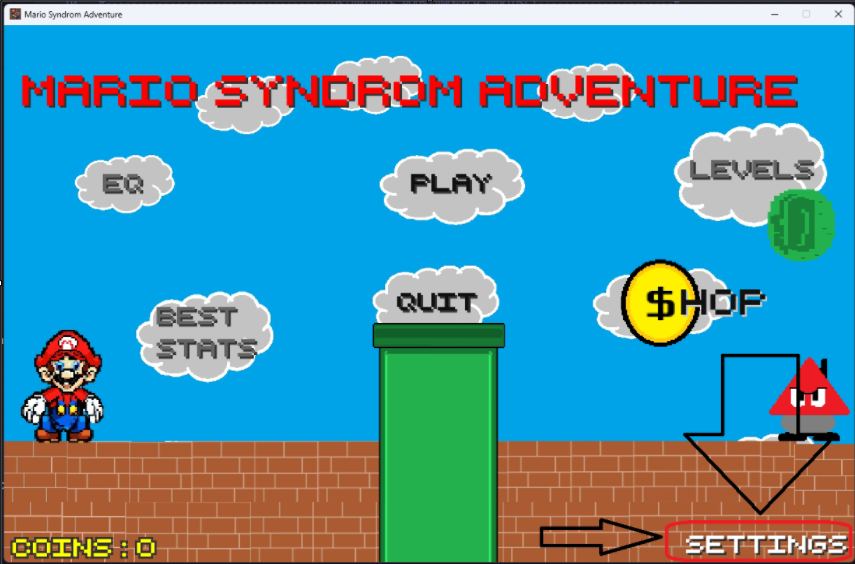 Mario Syndrom Adventure
MARIO SYNDROM ADVENTURE
EQ
PLAY
LEVELS
BEST
STATS
QUIT
$HOP
COINS:0
SETTINGS